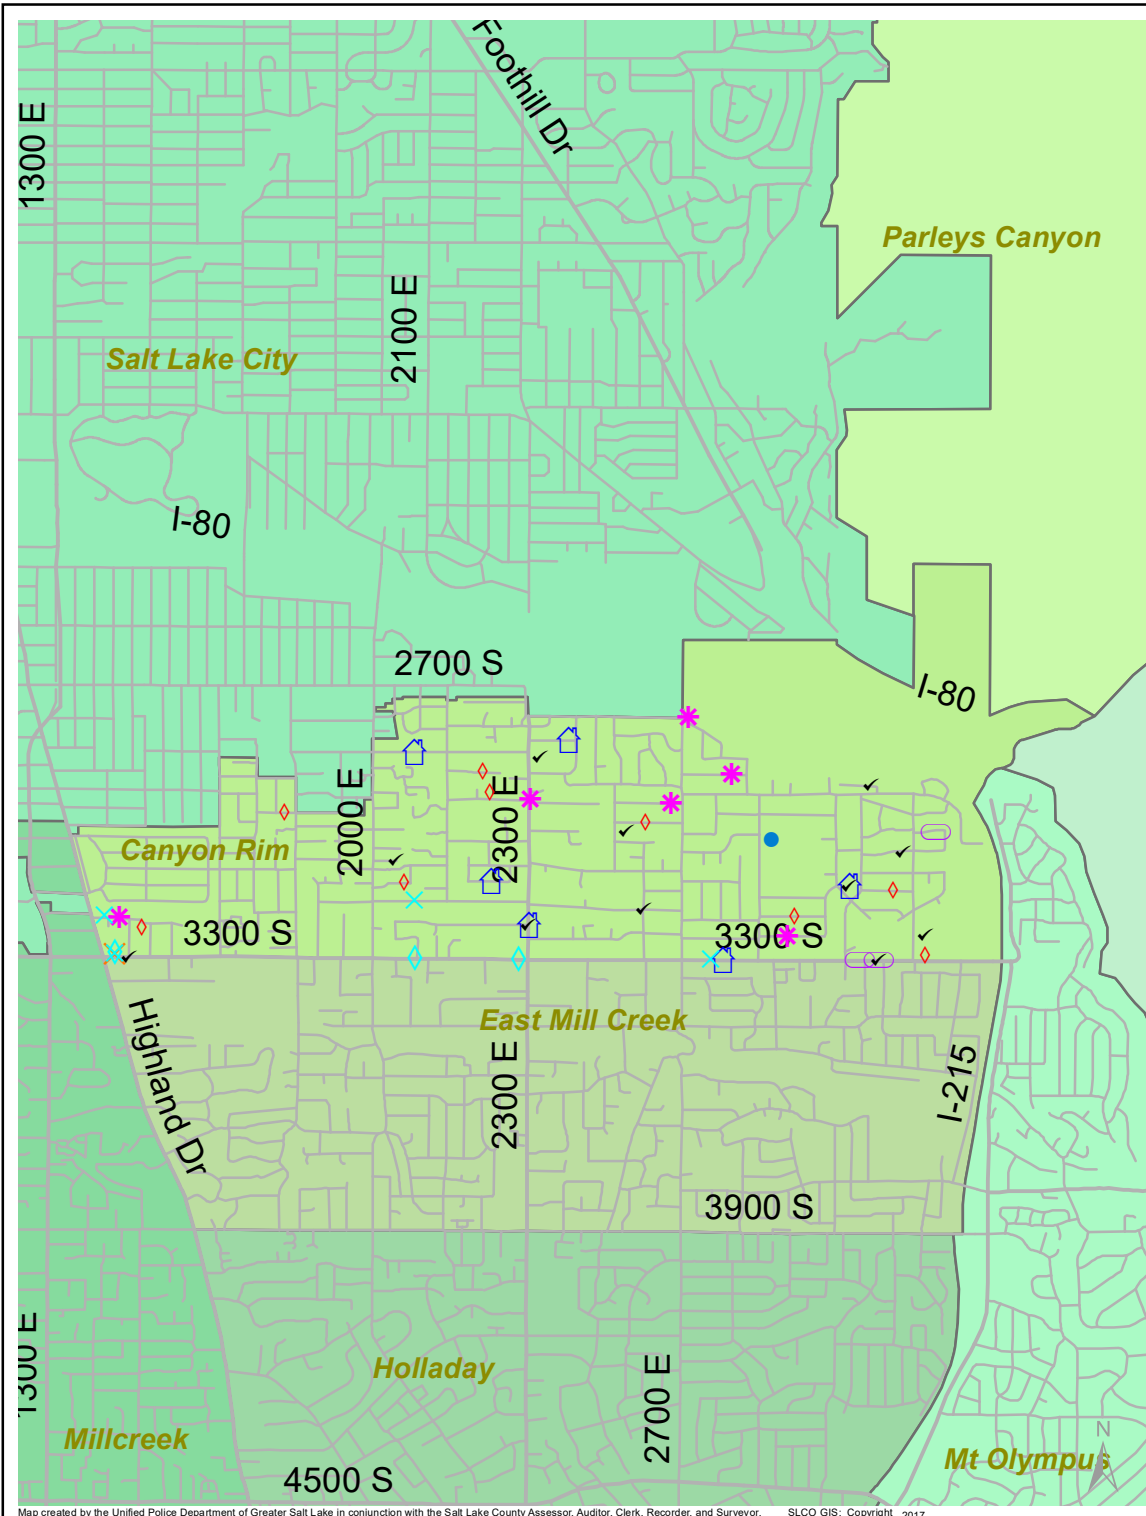 Foothill Dr
1300 E
Parleys Canyon
2100 E
Salt Lake City
I-80
2700 S
I-80
2000 E
2300 E
Canyon Rim
3300 S
3300 S
Highland Dr
East Mill Creek
2300 E
I-215
3900 S
1300 E
Holladay
2700 E
Millcreek
N
Mt Olympus
4500 S
Map created by the Unified Police Department of Greater Salt Lake in conjunction with the Salt Lake County Assessor, Auditor, Clerk, Recorder, and Surveyor. SLCO GIS: Copyright 2017